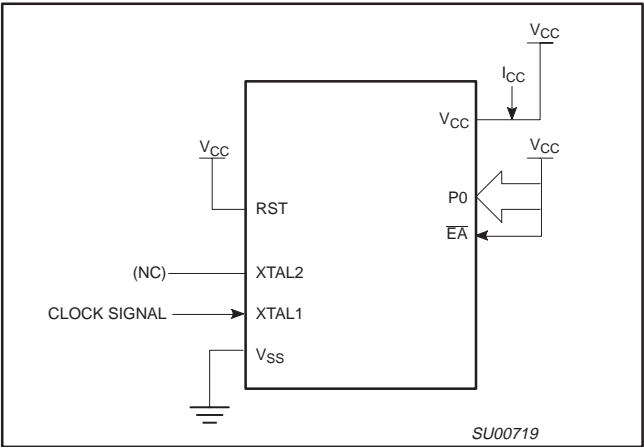 VCC
ICC
VCC
VCC
VCC
RST
P0
EA
(NC) XTAL2
CLOCK SIGNAL XTAL1
VSS
SU00719